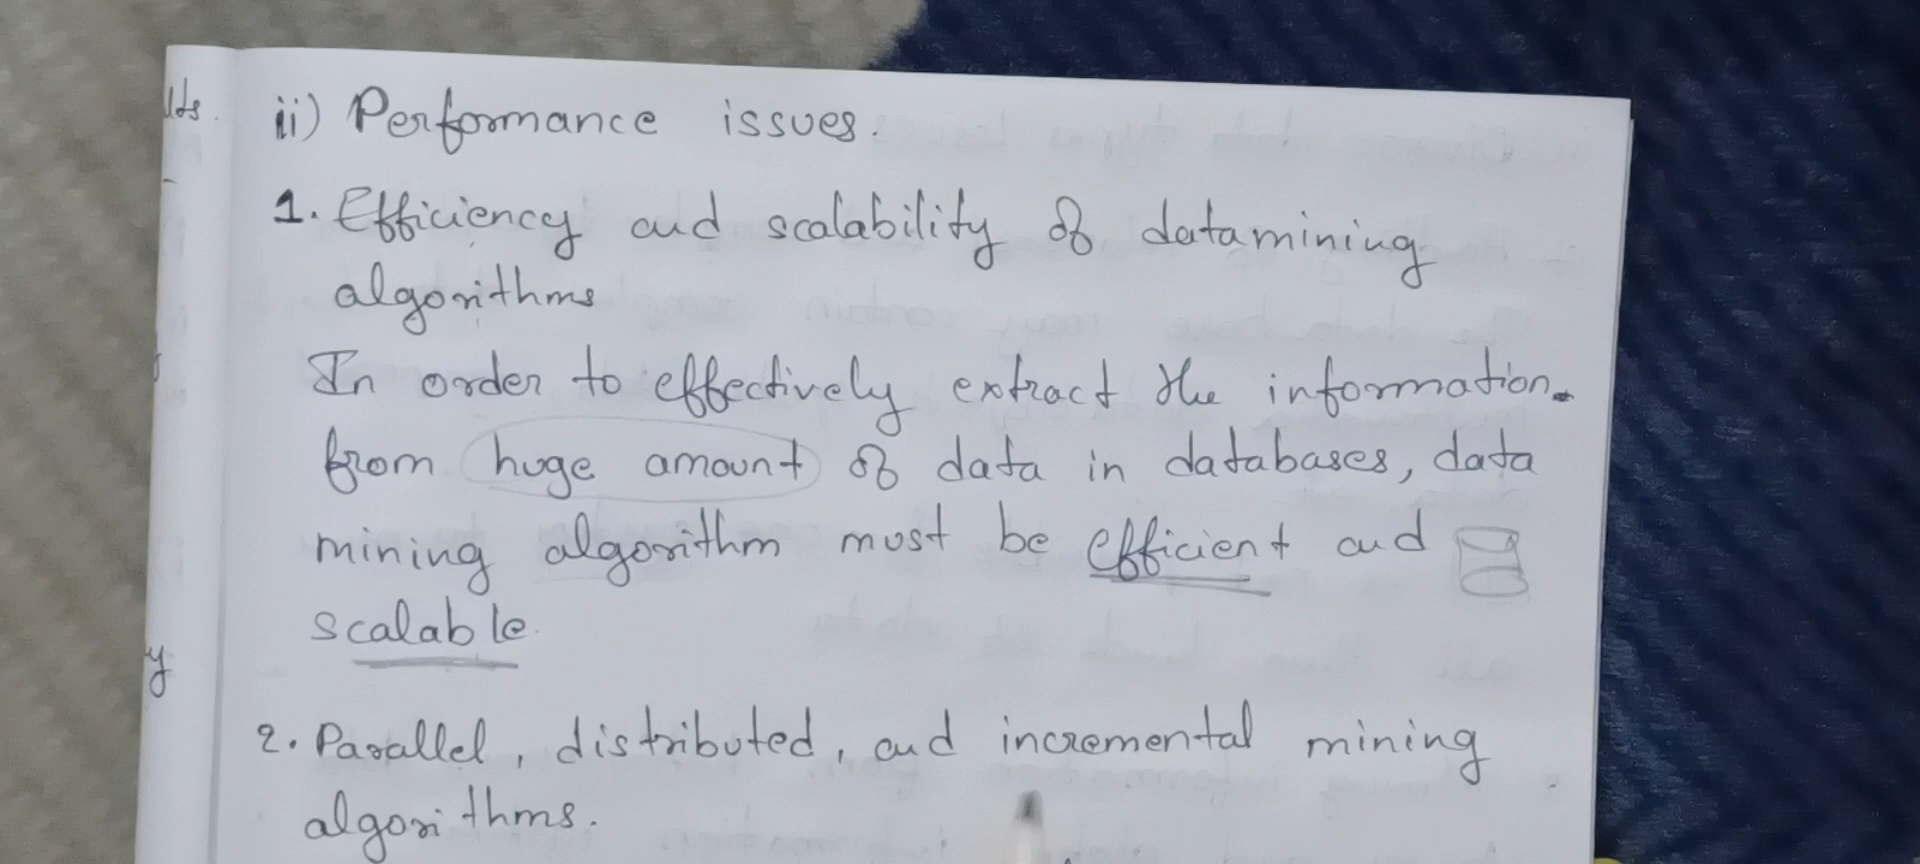 ii) Performance issues.
1. Efficiency and scalability of datamining
algorithms
In order to effectively extract the information
from huge amount of data in databases, data
mining algorithm must be efficient and
scalable.
2. Parallel, distributed, and incremental mining
algorithms.